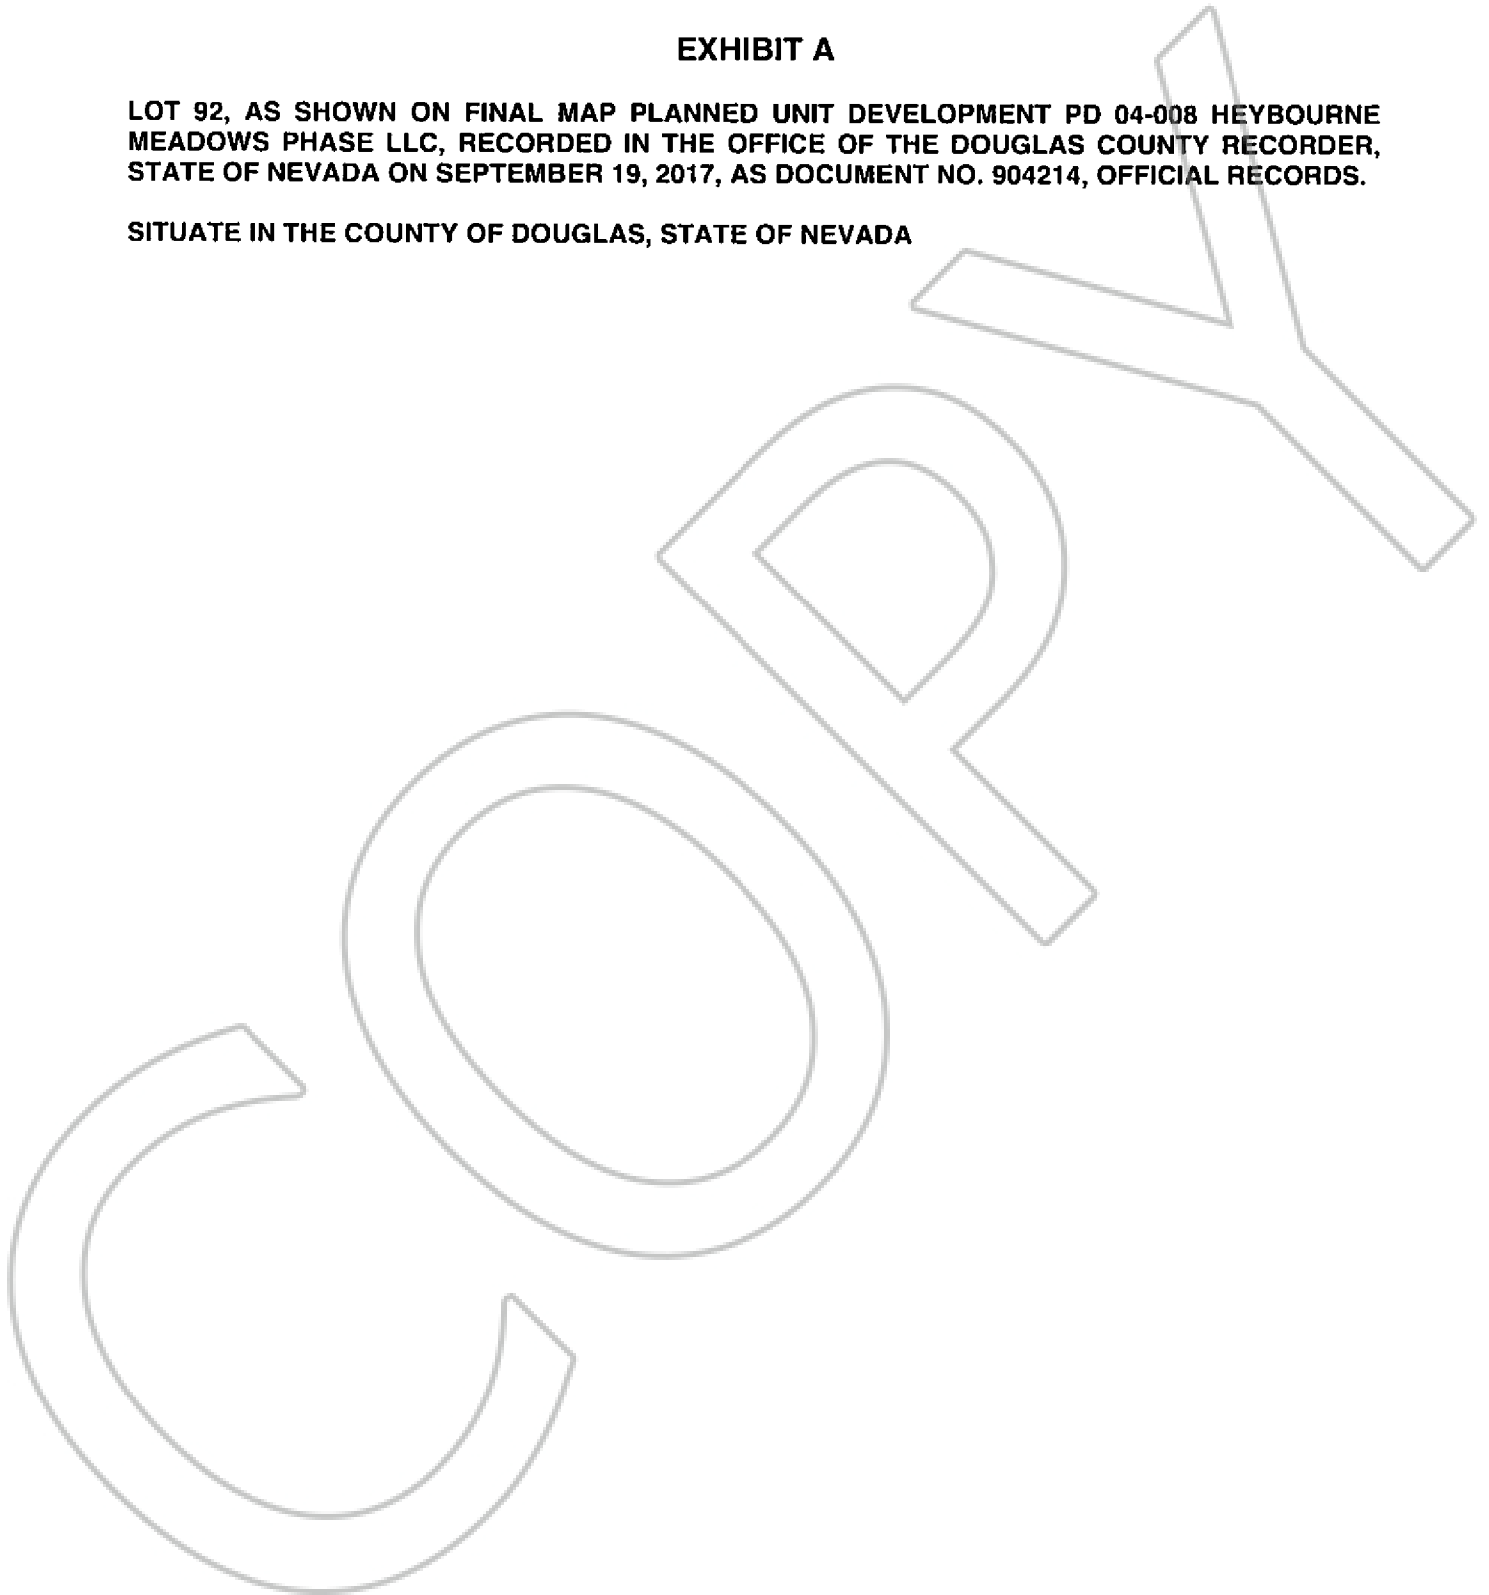 EXHIBIT A
LOT 92, AS SHOWN ON FINAL MAP PLANNED UNIT DEVELOPMENT PD 04-008 HEYBOURNE
MEADOWS PHASE LLC, RECORDED IN THE OFFICE OF THE DOUGLAS COUNTY RECORDER,
STATE OF NEVADA ON SEPTEMBER 19, 2017, AS DOCUMENT NO. 904214, OFFICIAL RECORDS.
SITUATE IN THE COUNTY OF DOUGLAS, STATE OF NEVADA
COPY